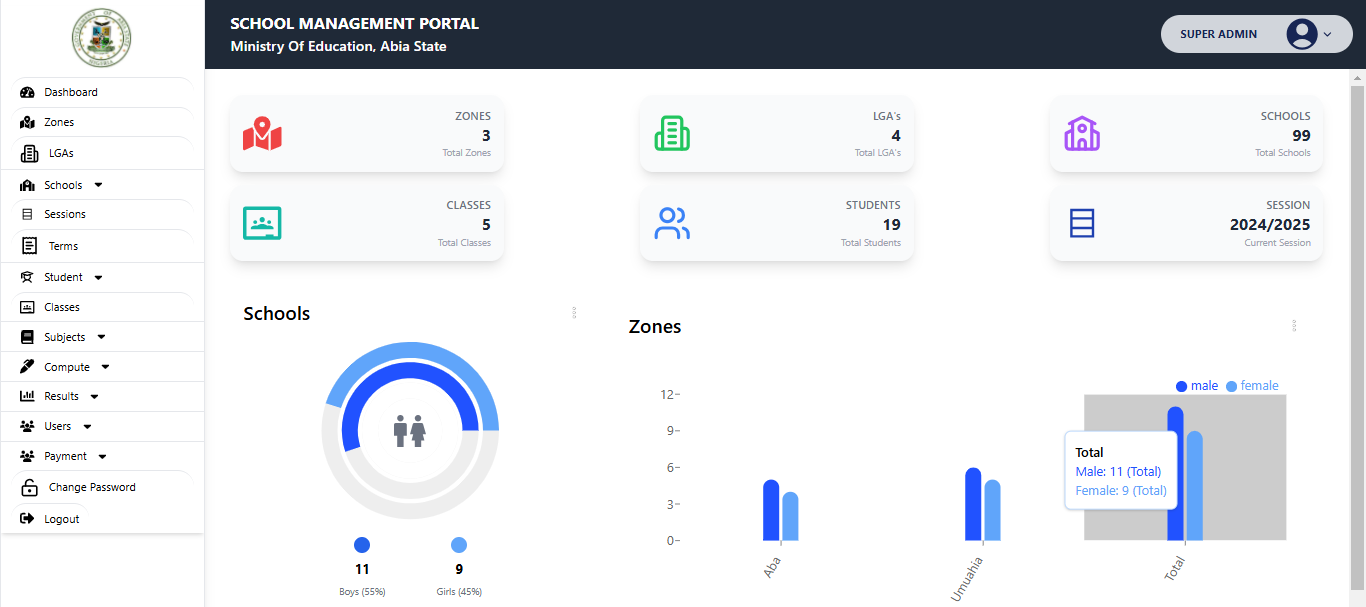 SCHOOL MANAGEMENT PORTAL
Ministry Of Education, Abia State
SUPER ADMIN
Dashboard
Zones
LGAs
Schools
Sessions
Terms
Student
Classes
Subjects
Compute
Results
Users
Payment
Change Password
Logout
ZONES
3
Total Zones
LGA's
4
Total LGA's
SCHOOLS
99
Total Schools
CLASSES
5
Total Classes
STUDENTS
19
Total Students
SESSION
2024/2025
Current Session
Schools
11
Boys (55%)
9
Girls (45%)
Zones
male female
12
9
6
3
0
Total
Male: 11 (Total)
Female: 9 (Total)
Aba
Umuahia
Total